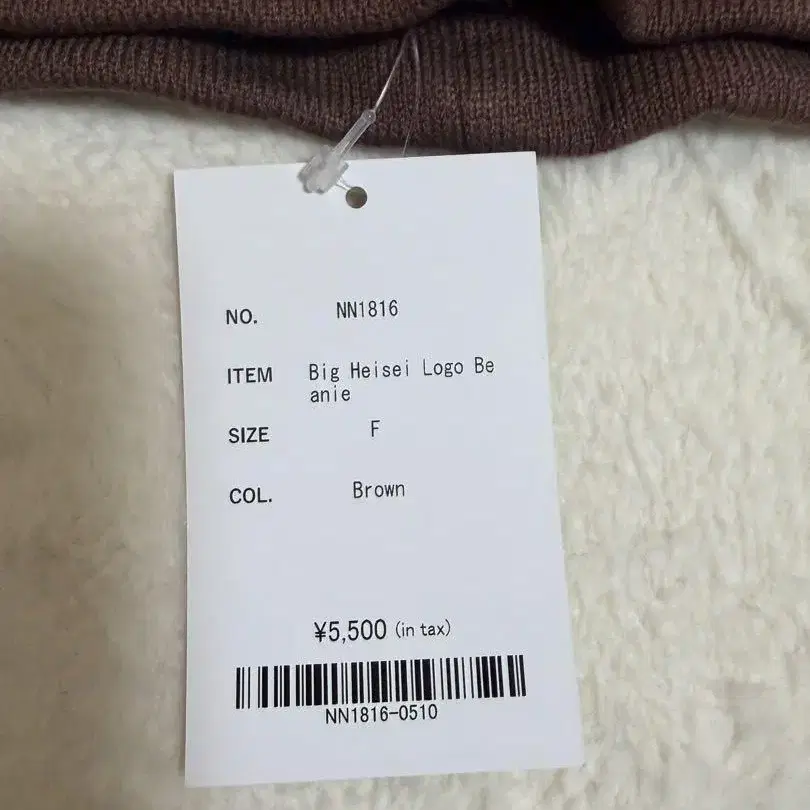 NO. NN1816
ITEM Big Heisei Logo Be
anie
SIZE F
COL. Brown
¥5,500 (in tax)
NN1816-0510